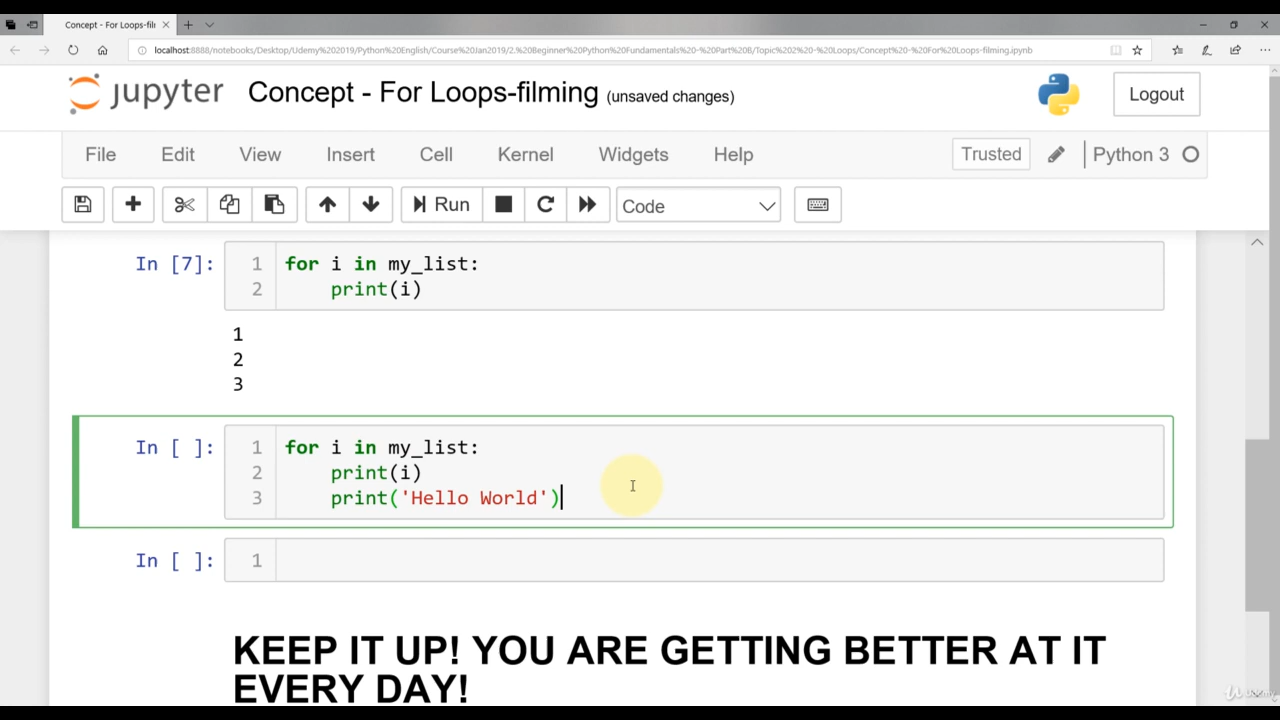 Concept - For Loops-filn
localhost:8888/notebooks/Desktop/Udemy%202019/Python%20English/Course%20Jan2019/2.%20Beginner%20Python%20Fundamentals%20-%20Part%20B/Topic%202%20-%20Loops/Concept%20-%20For%20Loops-filming.ipynb
jupyter Concept - For Loops-filming (unsaved changes) Logout
File Edit View Insert Cell Kernel Widgets Help Trusted Python 3
Run Code
In [7]: 1 for i in my_list:
2 print(i)
1
2
3
In [ ]: 1 for i in my_list:
2 print(i)
3 print('Hello World')
In [ ]: 1
KEEP IT UP! YOU ARE GETTING BETTER AT IT
EVERY DAY!
Udemy